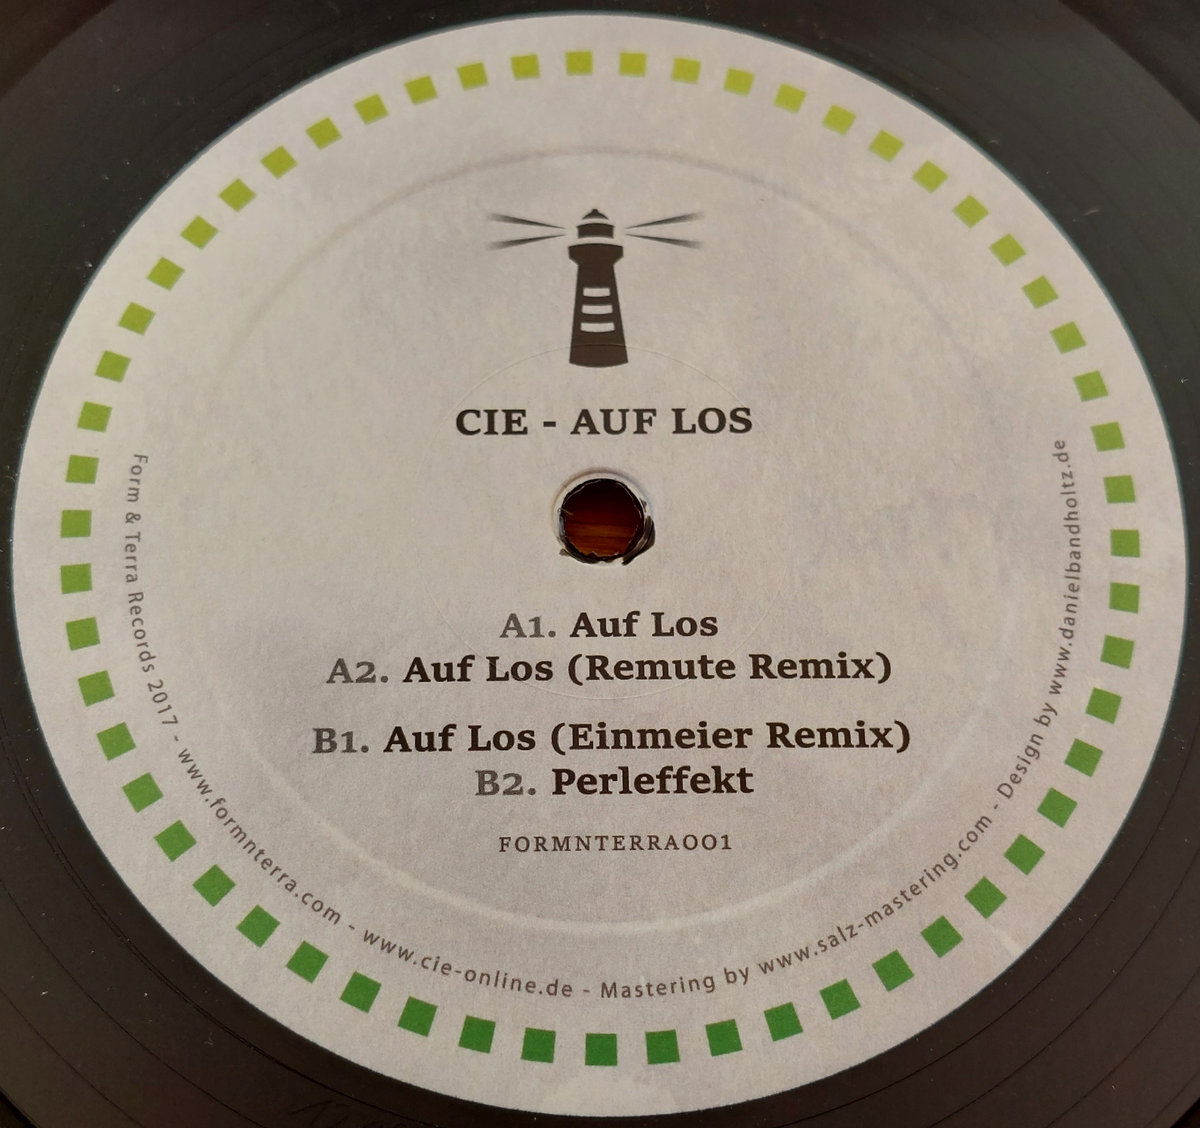 CIE - AUF LOS
A1. Auf Los
A2. Auf Los (Remute Remix)
B1. Auf Los (Einmeier Remix)
B2. Perleffekt
FORMNTERRA001
Form & Terra Records 2017 - www.formnterra.com - www.cie-online.de - Mastering by www.salz-mastering.com - Design by www.danielbandholtz.de